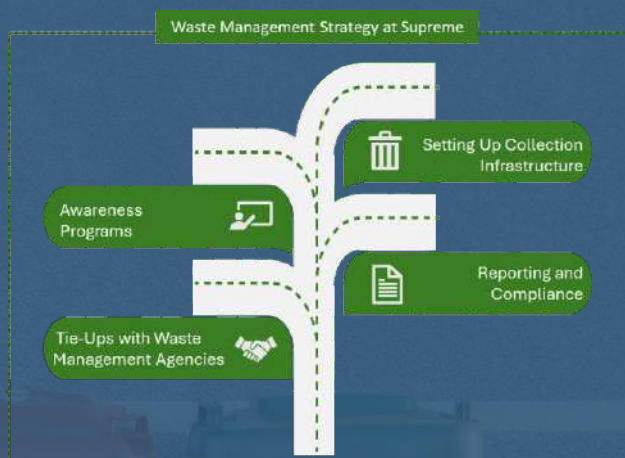 Waste Management Strategy at Supreme
Setting Up Collection
Infrastructure
Awareness
Programs
Reporting and
Compliance
Tie-Ups with Waste
Management Agencies